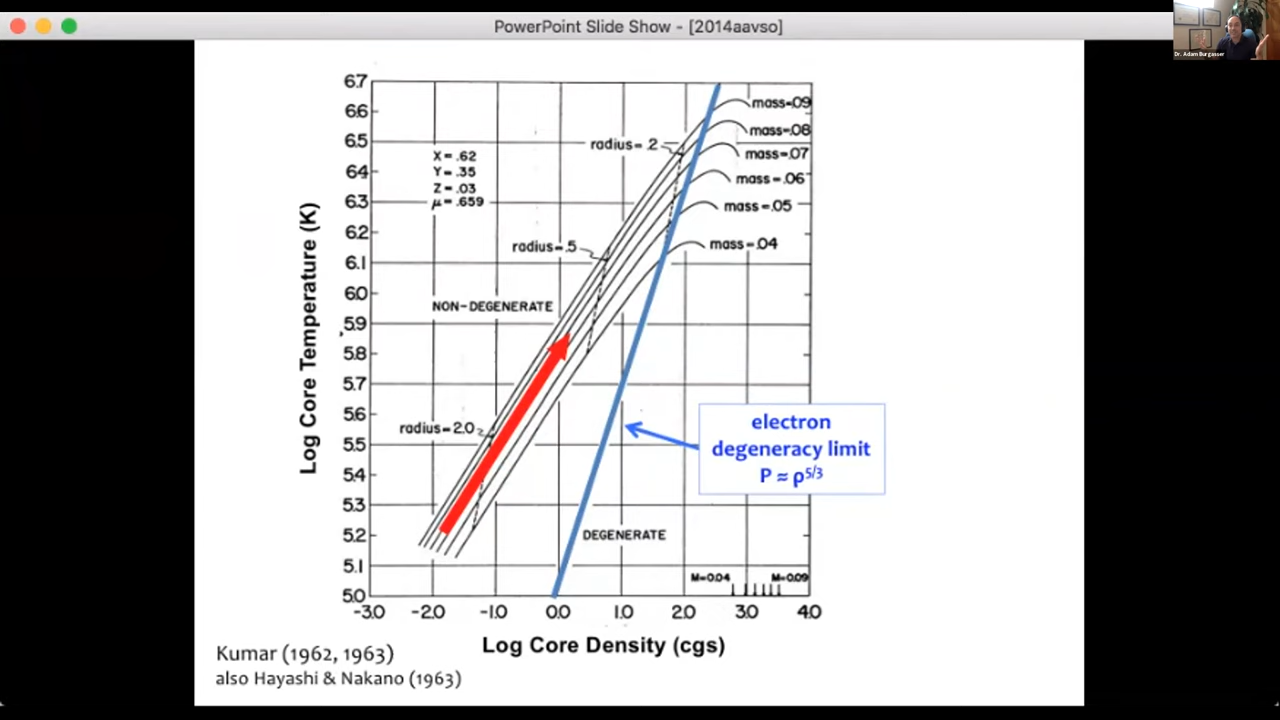 PowerPoint Slide Show - [2014aavso]
Dr. Adam Burgasser
6.7
6.6
6.5
64
6.3
6.2
6.1
6.0
5.9
5.8
5.7
5.6
5.5
5.4
5.3
5.2
5.1
5.0
Log Core Temperature (K)
X = .62
Y = .35
Z = .03
μ = .659
radius = .2
radius = .5
radius = 2.0
NON-DEGENERATE
DEGENERATE
mass=.09
mass=.08
mass=.07
mass=.06
mass=.05
mass=.04
electron
degeneracy limit
P ≈ ρ5/3
M=0.04
M=0.09
-3.0 -2.0 -1.0 0.0 1.0 2.0 3.0 4.0
Log Core Density (cgs)
Kumar (1962, 1963)
also Hayashi & Nakano (1963)